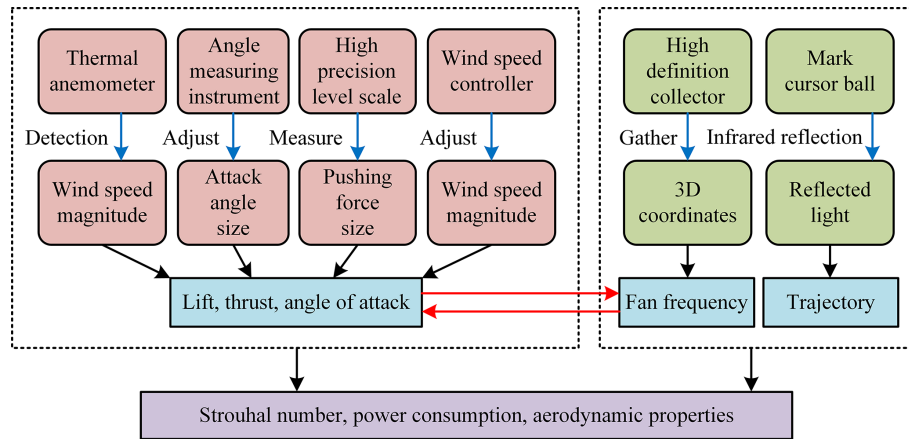 Thermal
anemometer
Angle
measuring
instrument
High
precision
level scale
Wind speed
controller
High
definition
collector
Mark
cursor ball
Detection
Adjust
Measure
Adjust
Gather
Infrared reflection
Wind speed
magnitude
Attack
angle
size
Pushing
force
size
Wind speed
magnitude
3D
coordinates
Reflected
light
Lift, thrust, angle of attack
Fan frequency
Trajectory
Strouhal number, power consumption, aerodynamic properties